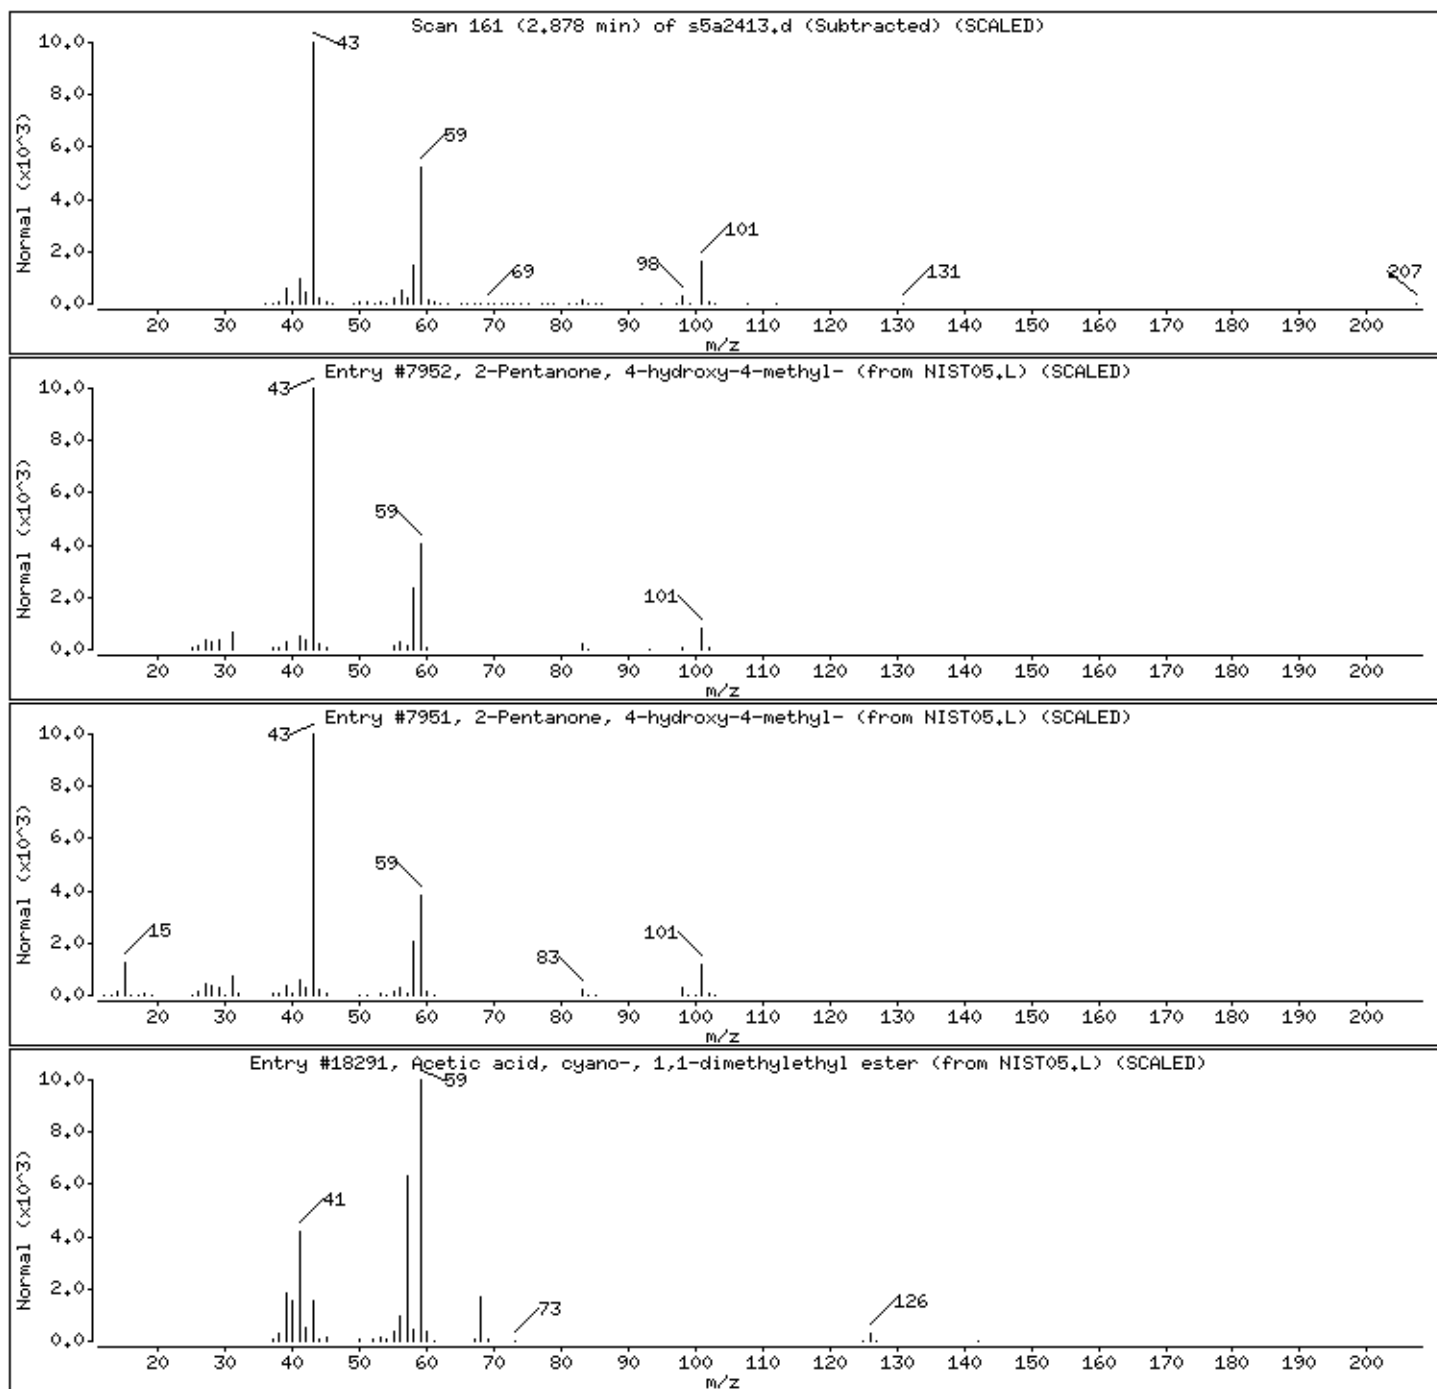 Scan 161 (2.878 min) of s5a2413.d (Subtracted) (SCALED)
10.0
8.0
6.0
4.0
2.0
0.0
Normal (x10^3)
43
59
69
98
101
131
207
20 30 40 50 60 70 80 90 100 110 120 130 140 150 160 170 180 190 200
m/z
Entry #7952, 2-Pentanone, 4-hydroxy-4-methyl- (from NIST05.L) (SCALED)
10.0
8.0
6.0
4.0
2.0
0.0
Normal (x10^3)
43
59
101
20 30 40 50 60 70 80 90 100 110 120 130 140 150 160 170 180 190 200
m/z
Entry #7951, 2-Pentanone, 4-hydroxy-4-methyl- (from NIST05.L) (SCALED)
10.0
8.0
6.0
4.0
2.0
0.0
Normal (x10^3)
43
59
15
83
101
20 30 40 50 60 70 80 90 100 110 120 130 140 150 160 170 180 190 200
m/z
Entry #18291, Acetic acid, cyano-, 1,1-dimethylethyl ester (from NIST05.L) (SCALED)
10.0
8.0
6.0
4.0
2.0
0.0
Normal (x10^3)
59
41
73
126
20 30 40 50 60 70 80 90 100 110 120 130 140 150 160 170 180 190 200
m/z